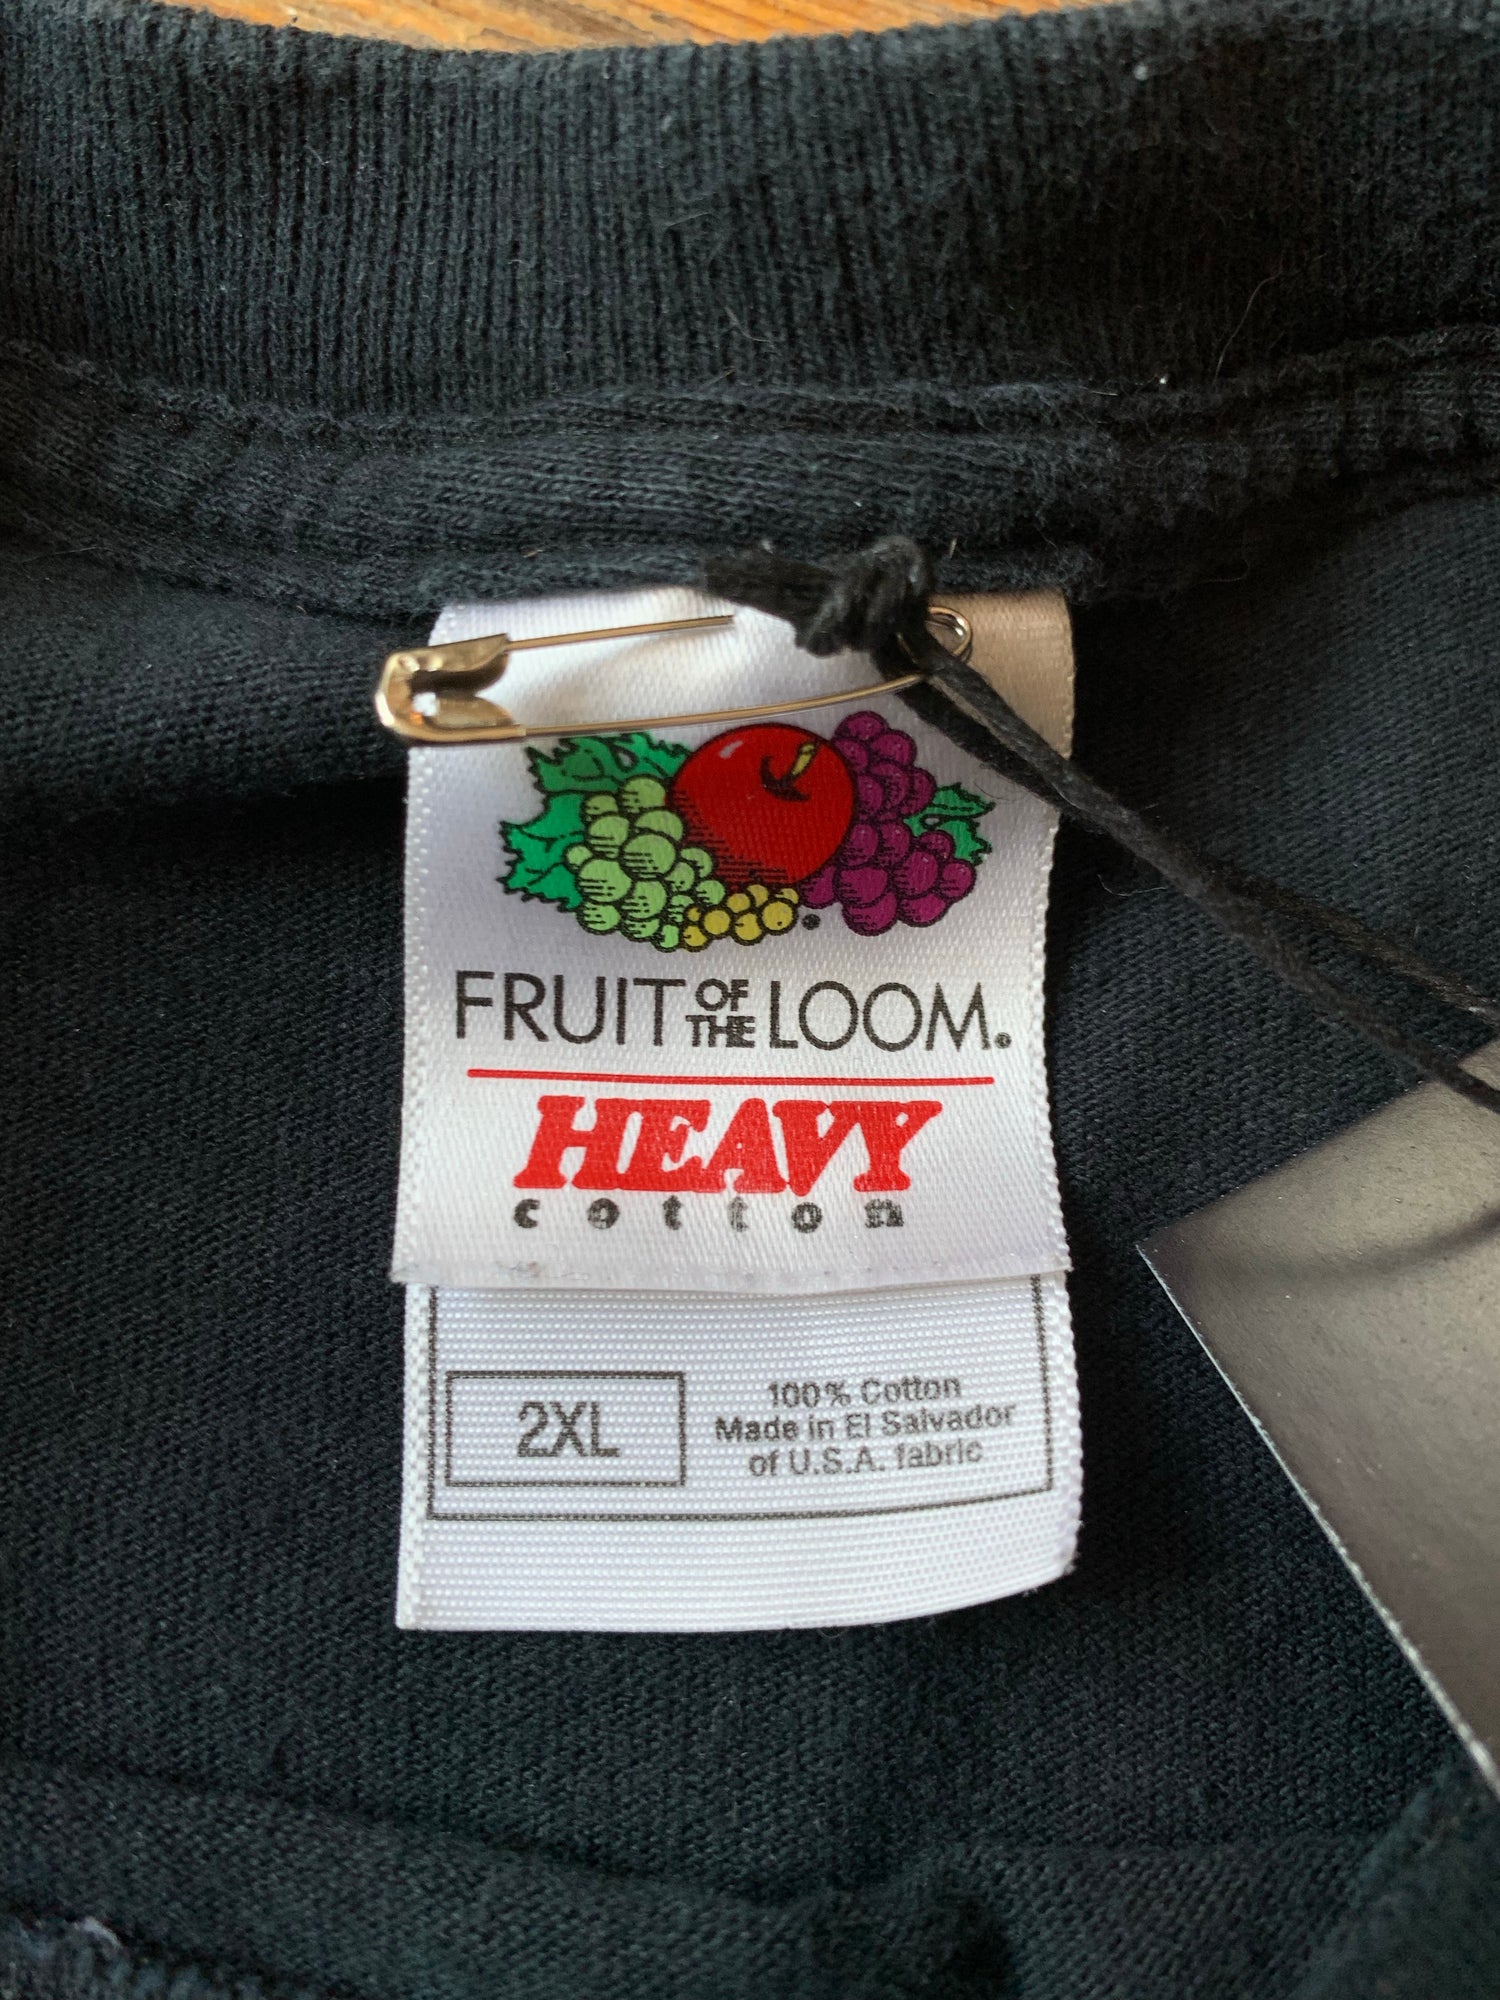 FRUIT OF THE LOOM.
HEAVY
cotton
2XL
100% Cotton
Made in El Salvador
of U.S.A. fabric